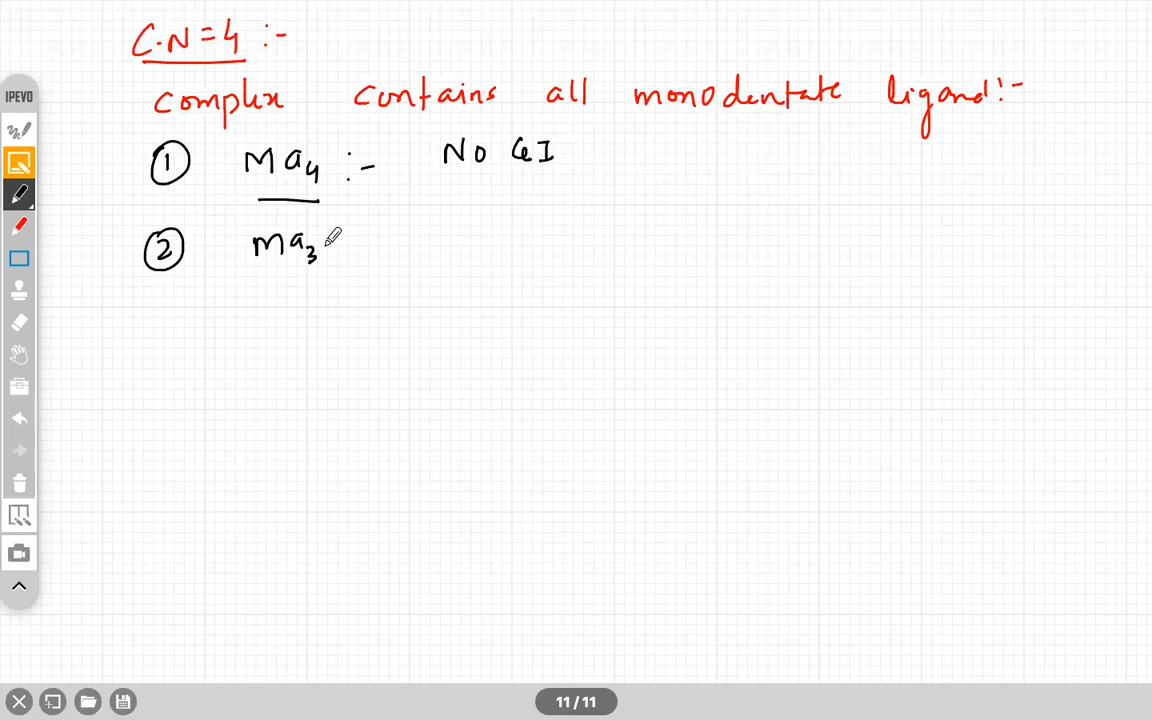 C.N=4 :-
IPEVO
complex contains all monodentate ligand:-
① Ma₄ :- No GI
② Ma₃
11/11